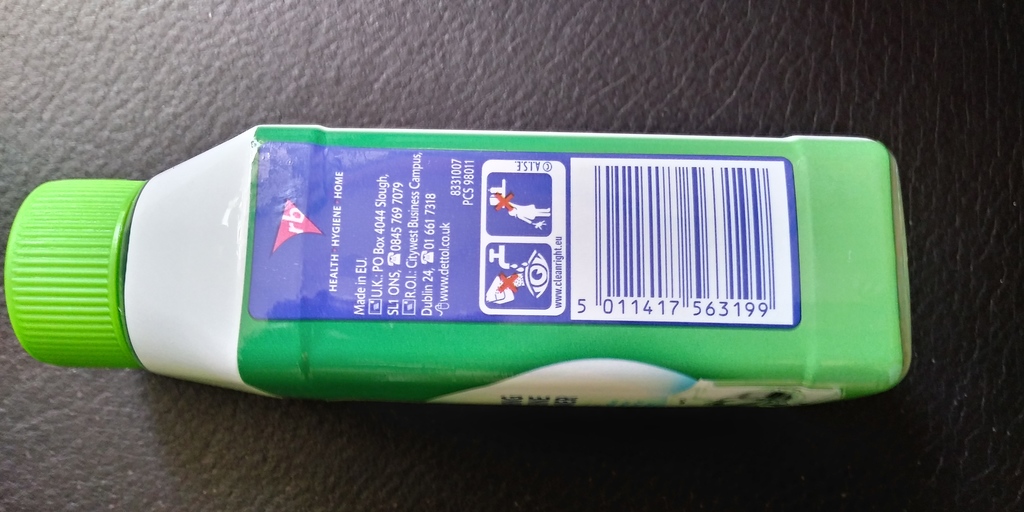 rb
HEALTH HYGIENE HOME
Made in EU.
U.K.: PO Box 4044 Slough,
SL1 0NS, ☎0845 769 7079
R.O.I.: Citywest Business Campus,
Dublin 24, ☎01 661 7318
www.dettol.co.uk
8331007
PCS 98011
© A.I.S.E.
www.cleanright.eu
5 011417 563199